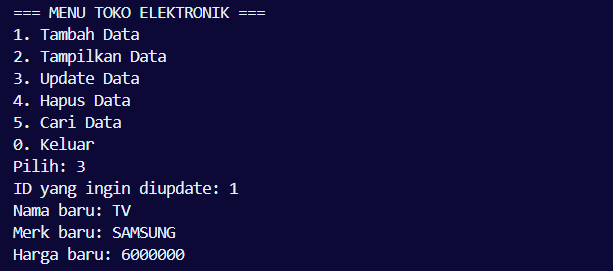 === MENU TOKO ELEKTRONIK ===
1. Tambah Data
2. Tampilkan Data
3. Update Data
4. Hapus Data
5. Cari Data
0. Keluar
Pilih: 3
ID yang ingin diupdate: 1
Nama baru: TV
Merk baru: SAMSUNG
Harga baru: 6000000